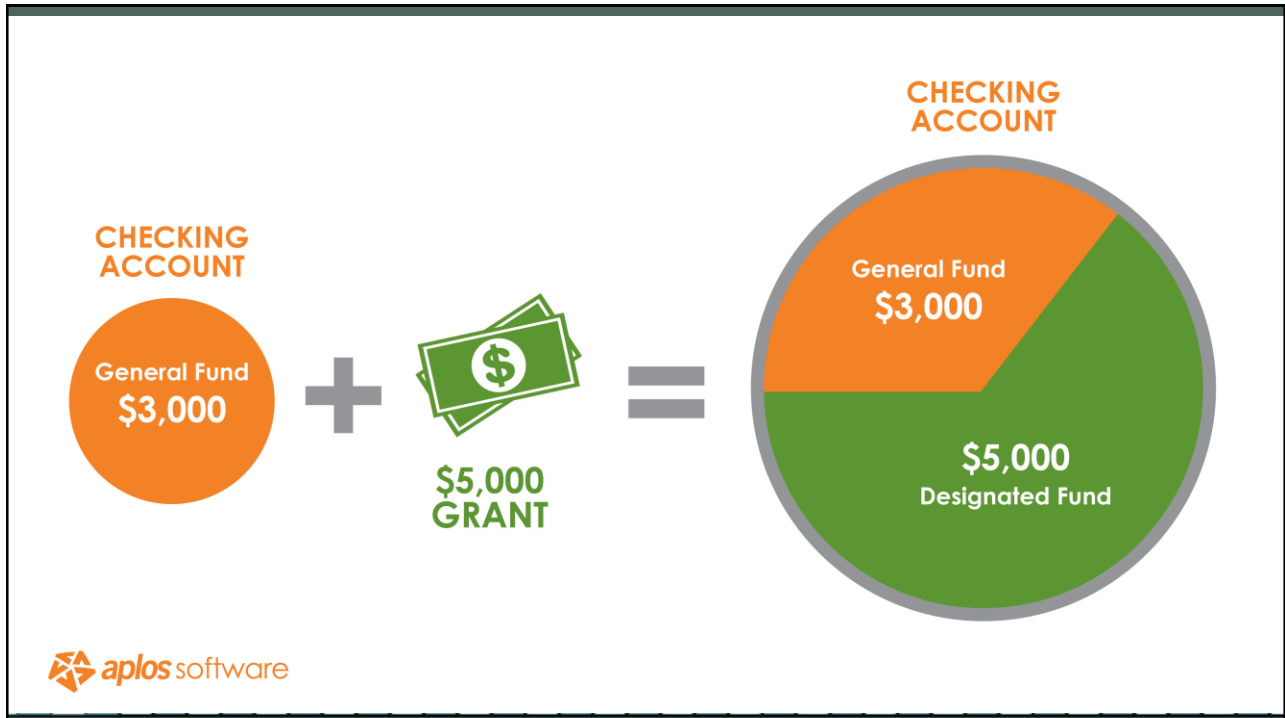 CHECKING
ACCOUNT
General Fund
$3,000
$
$5,000
GRANT
CHECKING
ACCOUNT
General Fund
$3,000
$5,000
Designated Fund
aplos software